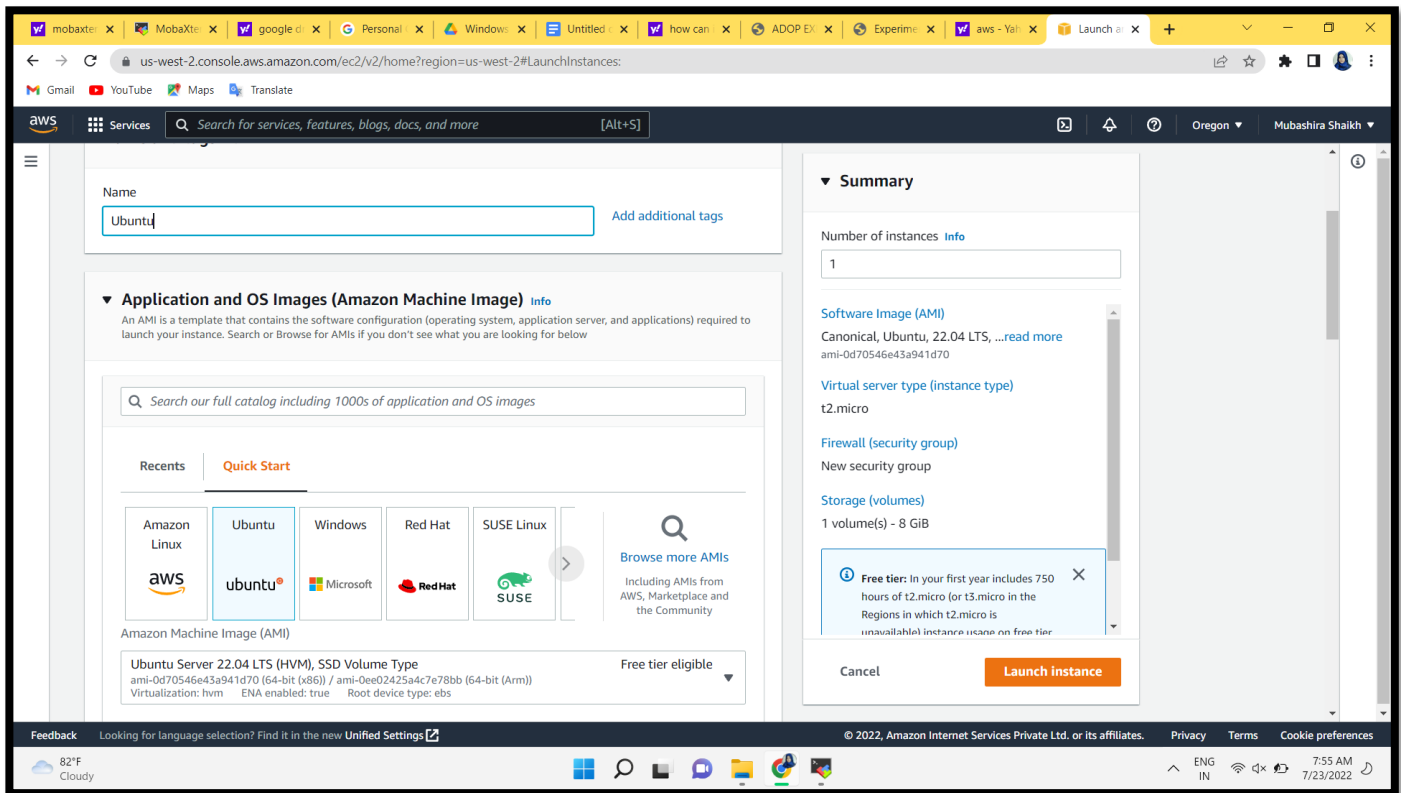 mobaxter
MobaXter
google d
Personal
Windows
Untitled
how can
ADOP EX
Experime
aws - Yah
Launch a
us-west-2.console.aws.amazon.com/ec2/v2/home?region=us-west-2#LaunchInstances:
Gmail YouTube Maps Translate
aws Services Search for services, features, blogs, docs, and more [Alt+S] Oregon Mubashira Shaikh
Name
Ubuntu Add additional tags
Application and OS Images (Amazon Machine Image) Info
An AMI is a template that contains the software configuration (operating system, application server, and applications) required to
launch your instance. Search or Browse for AMIs if you don't see what you are looking for below
Search our full catalog including 1000s of application and OS images
Recents Quick Start
Amazon Linux
aws
Ubuntu
ubuntu
Windows
Microsoft
Red Hat
Red Hat
SUSE Linux
SUSE
Browse more AMIs
Including AMIs from
AWS, Marketplace and
the Community
Amazon Machine Image (AMI)
Ubuntu Server 22.04 LTS (HVM), SSD Volume Type Free tier eligible
ami-0d70546e43a941d70 (64-bit (x86)) / ami-0ee02425a4c7e78bb (64-bit (Arm))
Virtualization: hvm ENA enabled: true Root device type: ebs
Summary
Number of instances Info
1
Software Image (AMI)
Canonical, Ubuntu, 22.04 LTS, ...read more
ami-0d70546e43a941d70
Virtual server type (instance type)
t2.micro
Firewall (security group)
New security group
Storage (volumes)
1 volume(s) - 8 GiB
Free tier: In your first year includes 750
hours of t2.micro (or t3.micro in the
Regions in which t2.micro is
unavailable) instance usage on free tier
Cancel Launch instance
Feedback Looking for language selection? Find it in the new Unified Settings © 2022, Amazon Internet Services Private Ltd. or its affiliates. Privacy Terms Cookie preferences
82°F
Cloudy
ENG
IN
7:55 AM
7/23/2022